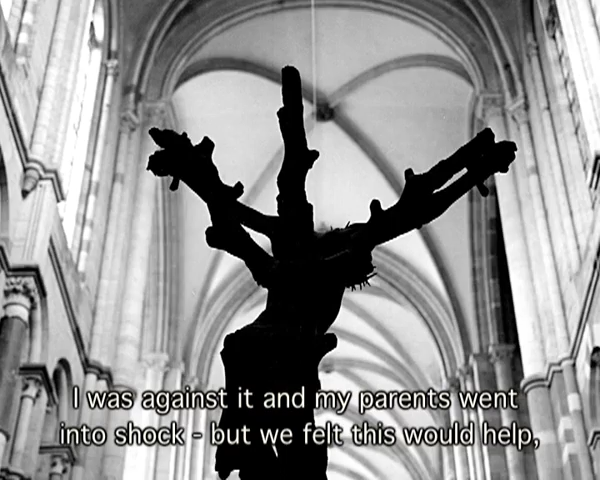 I was against it and my parents went
into shock - but we felt this would help,